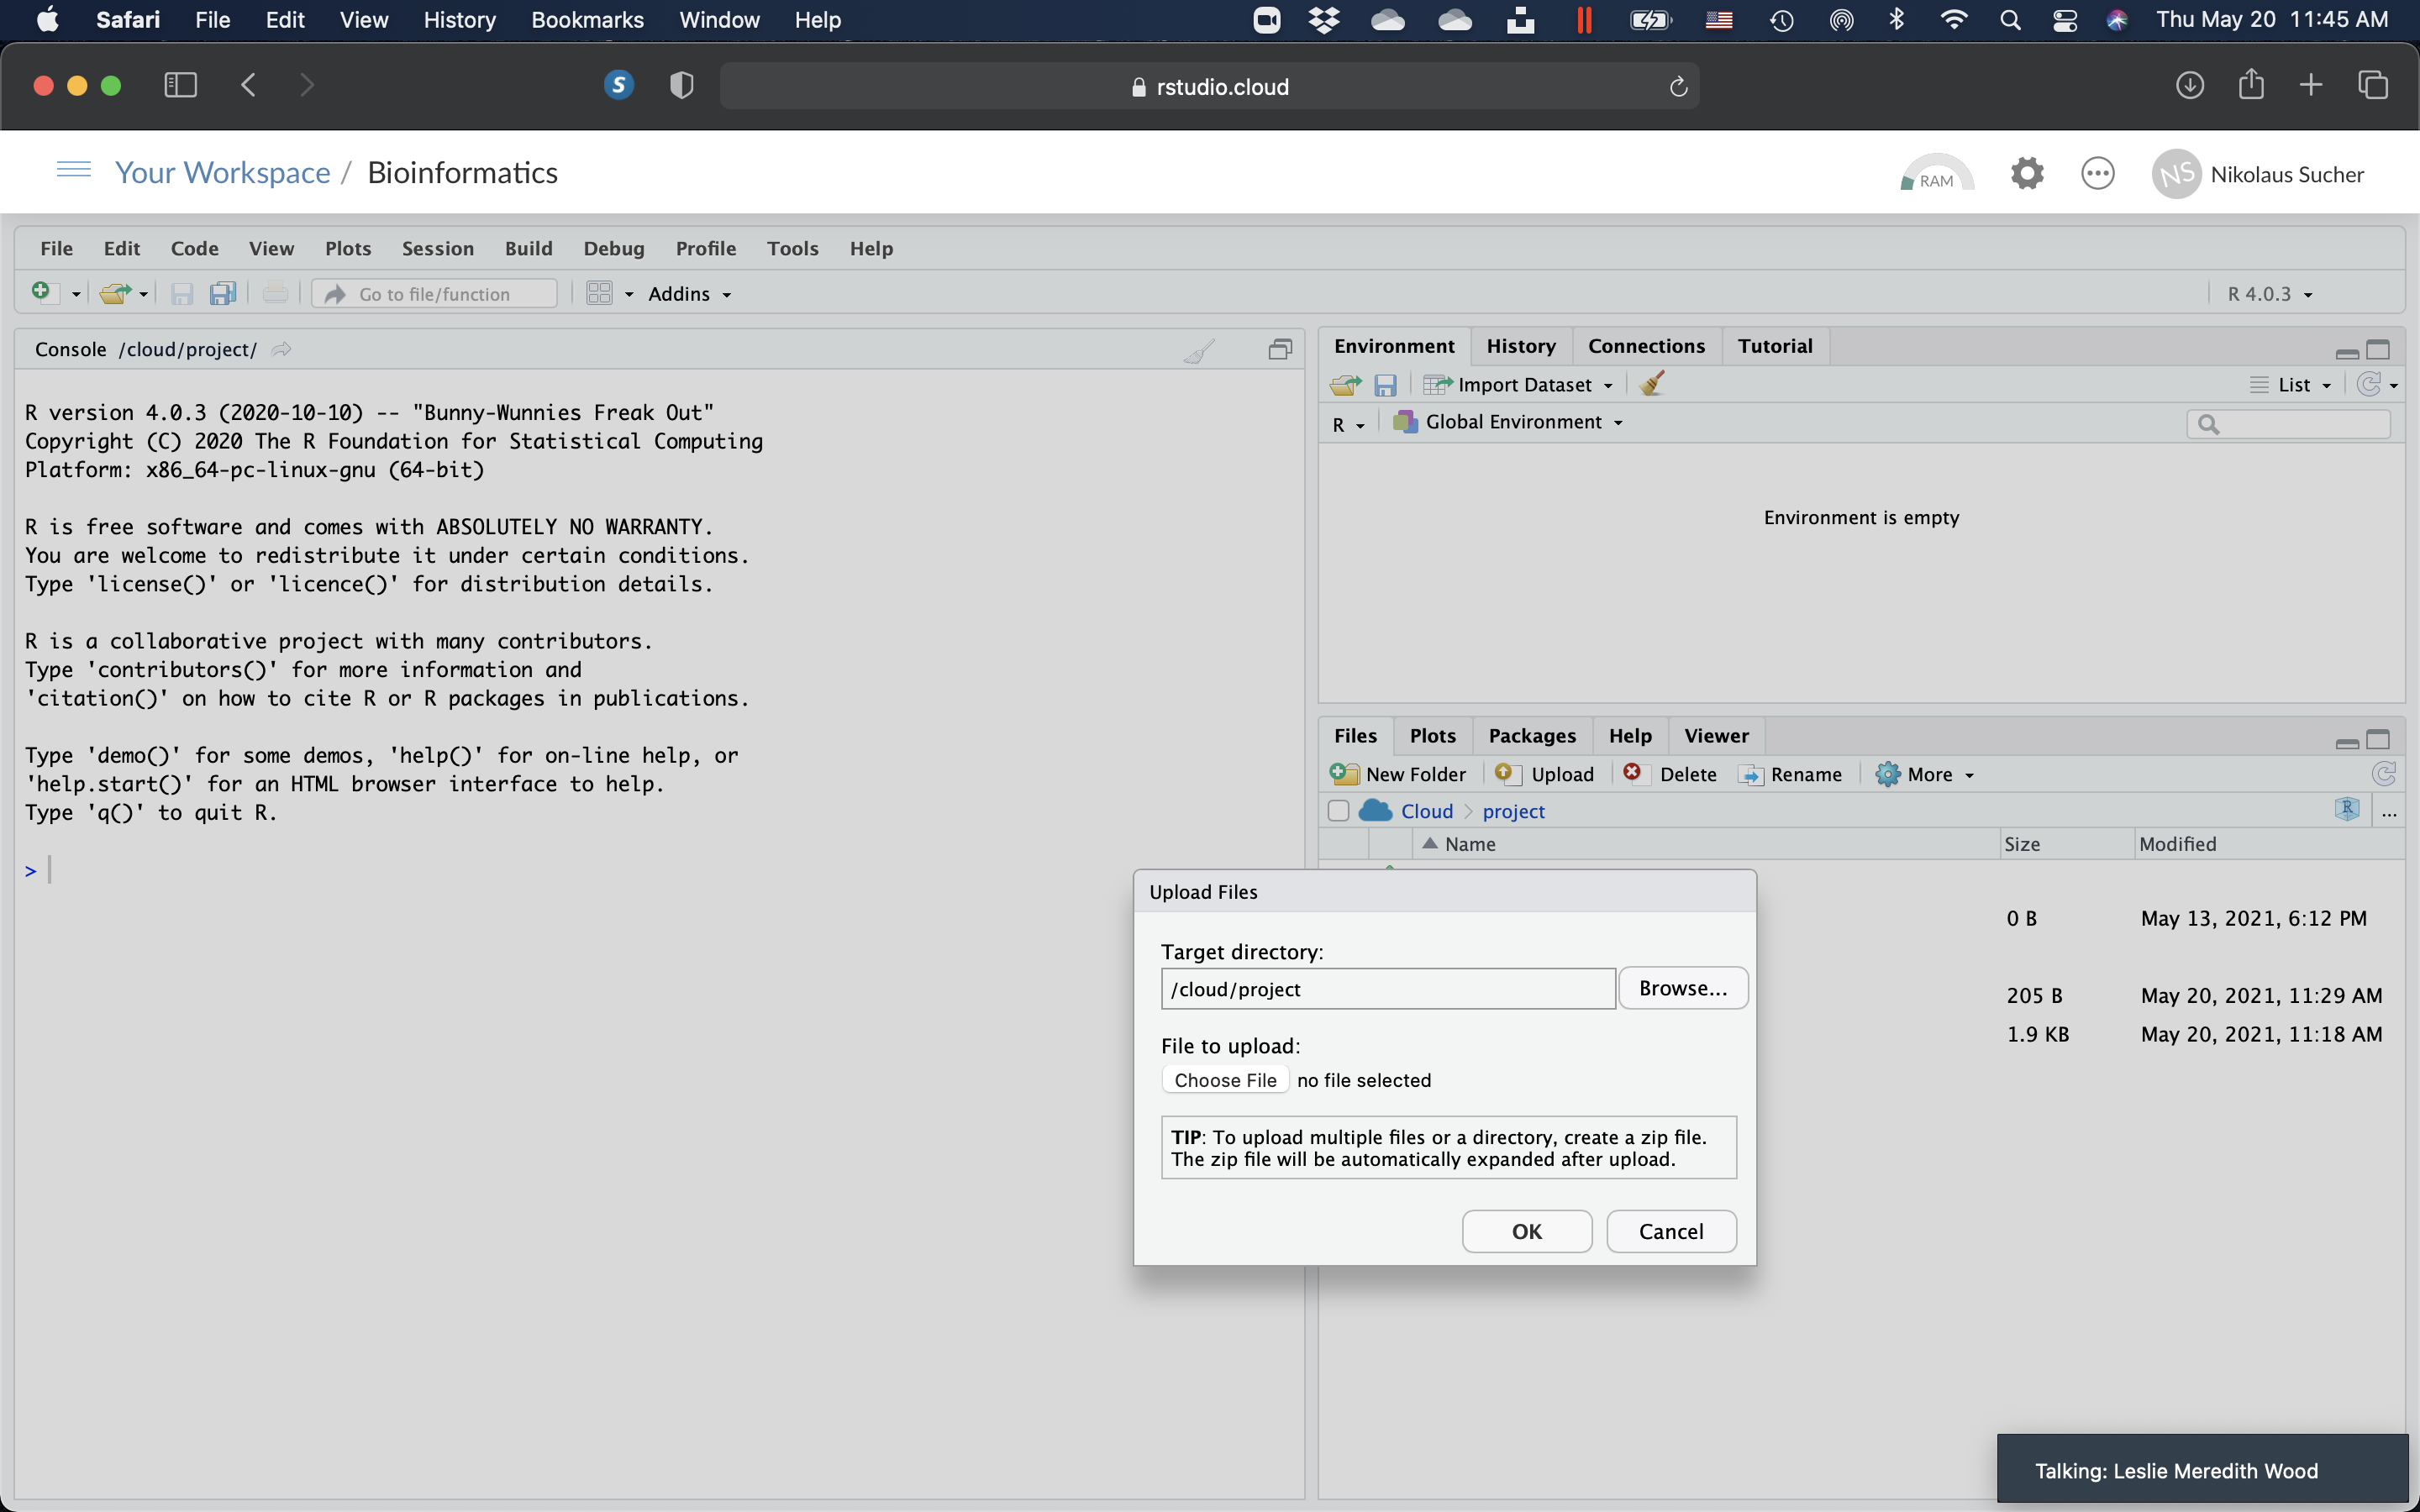 Safari File Edit View History Bookmarks Window Help Thu May 20 11:45 AM
S rstudio.cloud
Your Workspace / Bioinformatics RAM NS Nikolaus Sucher
File Edit Code View Plots Session Build Debug Profile Tools Help
Go to file/function Addins R 4.0.3
Console /cloud/project/
R version 4.0.3 (2020-10-10) -- "Bunny-Wunnies Freak Out"
Copyright (C) 2020 The R Foundation for Statistical Computing
Platform: x86_64-pc-linux-gnu (64-bit)
R is free software and comes with ABSOLUTELY NO WARRANTY.
You are welcome to redistribute it under certain conditions.
Type 'license()' or 'licence()' for distribution details.
R is a collaborative project with many contributors.
Type 'contributors()' for more information and
'citation()' on how to cite R or R packages in publications.
Type 'demo()' for some demos, 'help()' for on-line help, or
'help.start()' for an HTML browser interface to help.
Type 'q()' to quit R.
>
Environment History Connections Tutorial
Import Dataset List
R Global Environment
Environment is empty
Files Plots Packages Help Viewer
New Folder Upload Delete Rename More
Cloud > project R ...
Name Size Modified
0 B May 13, 2021, 6:12 PM
205 B May 20, 2021, 11:29 AM
1.9 KB May 20, 2021, 11:18 AM
Upload Files
Target directory:
/cloud/project Browse...
File to upload:
Choose File no file selected
TIP: To upload multiple files or a directory, create a zip file.
The zip file will be automatically expanded after upload.
OK Cancel
Talking: Leslie Meredith Wood